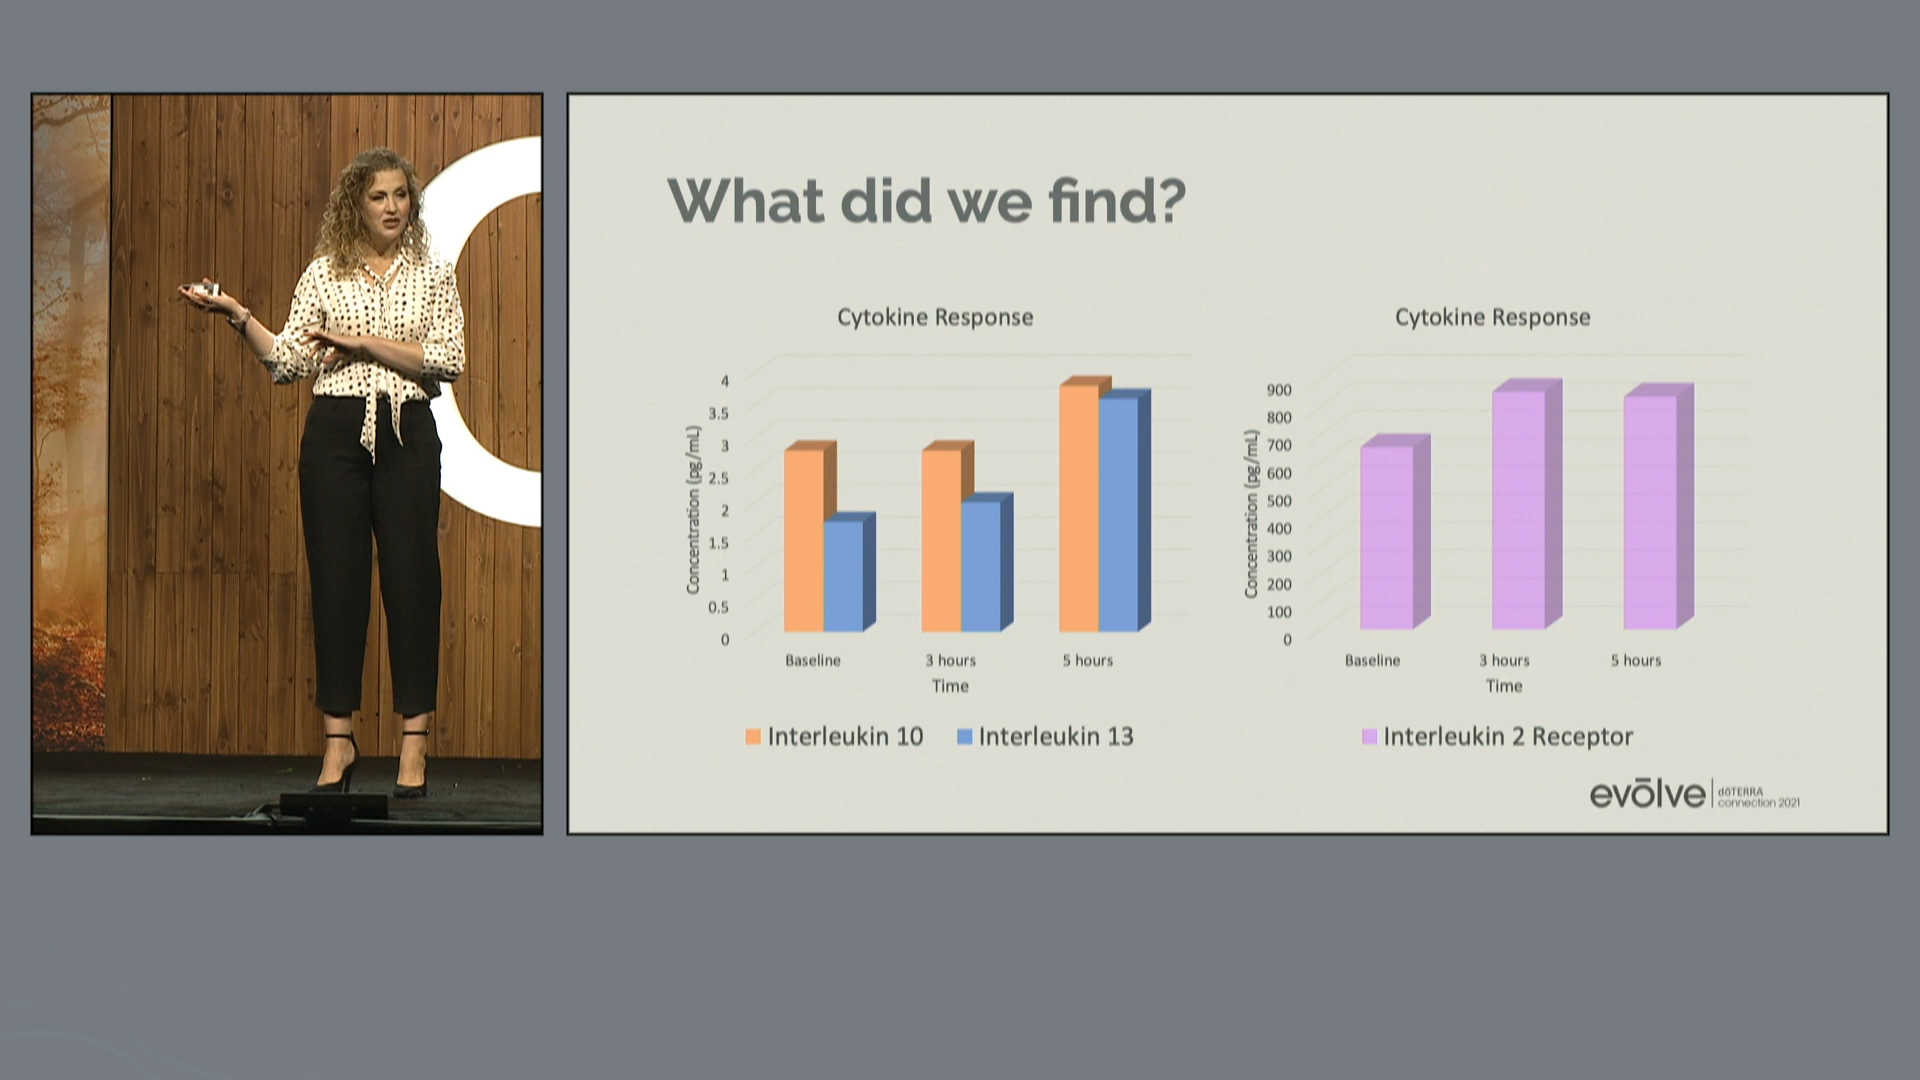 What did we find?
Cytokine Response
4
3.5
3
2.5
2
1.5
1
0.5
0
Concentration (pg/mL)
Baseline
3 hours
5 hours
Time
Interleukin 10
Interleukin 13
Cytokine Response
900
800
700
600
500
400
300
200
100
0
Concentration (pg/mL)
Baseline
3 hours
5 hours
Time
Interleukin 2 Receptor
evōlve
dōTERRA
connection 2021